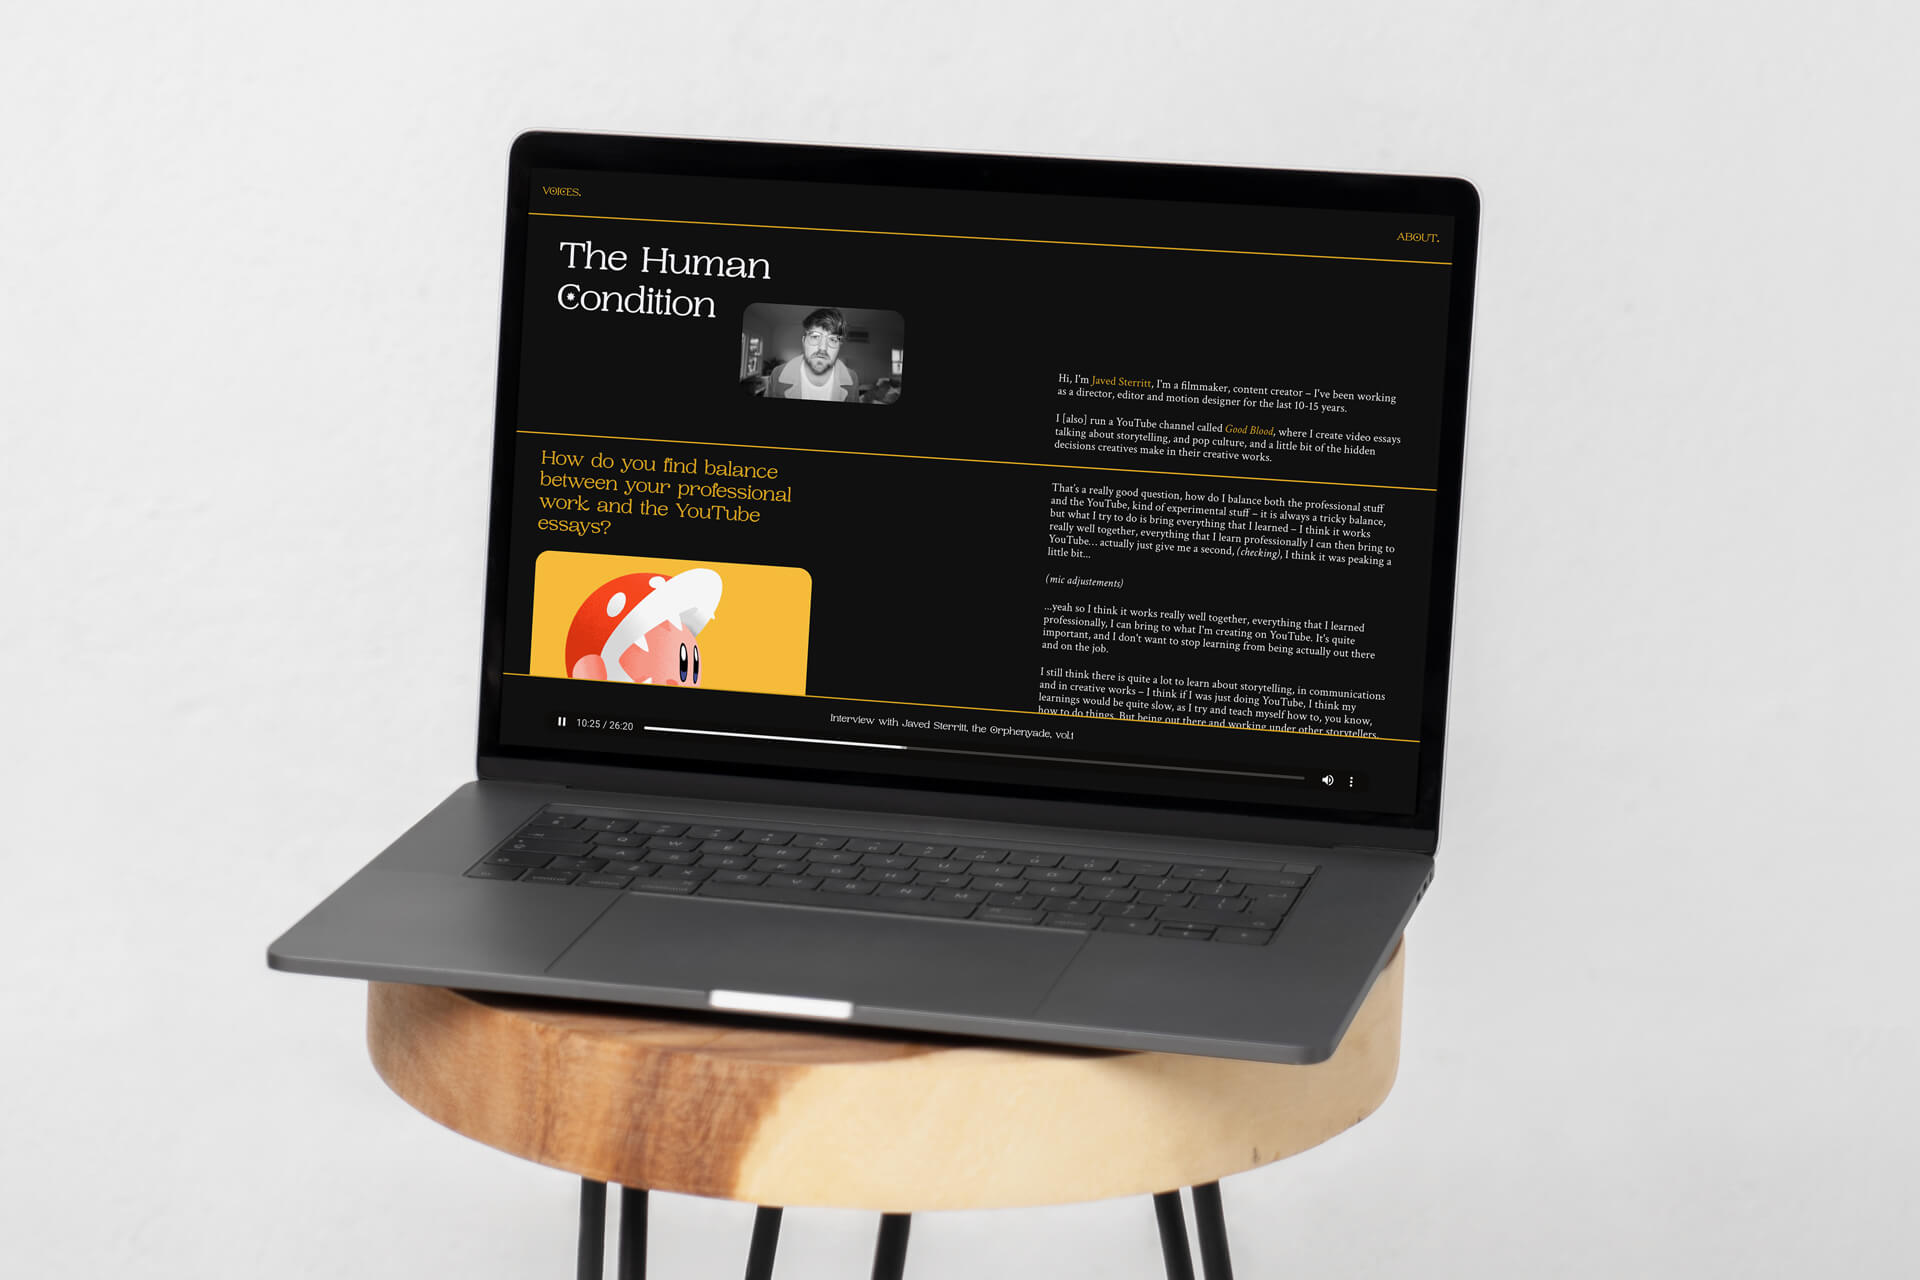 VOICES.
ABOUT.
The Human
Condition
Hi, I'm Javed Sterritt, I'm a filmmaker, content creator – I've been working
as a director, editor and motion designer for the last 10-15 years.
I [also] run a YouTube channel called Good Blood, where I create video essays
talking about storytelling, and pop culture, and a little bit of the hidden
decisions creatives make in their creative works.
How do you find balance
between your professional
work and the YouTube
essays?
That's a really good question, how do I balance both the professional stuff
and the YouTube, kind of experimental stuff – it is always a tricky balance,
but what I try to do is bring everything that I learned – I think it works
really well together, everything that I learn professionally I can then bring to
YouTube... actually just give me a second, (checking), I think it was peaking a
little bit...
(mic adjustements)
...yeah so I think it works really well together, everything that I learned
professionally, I can bring to what I'm creating on YouTube. It's quite
important, and I don't want to stop learning from being actually out there
and on the job.
I still think there is quite a lot to learn about storytelling, in communications
and in creative works – I think if I was just doing YouTube, I think my
learnings would be quite slow, as I try and teach myself how to, you know,
how to do things. But being out there and working under other storytellers,
10:25 / 26:20
Interview with Javed Sterritt, the Orphenyade, vol.1